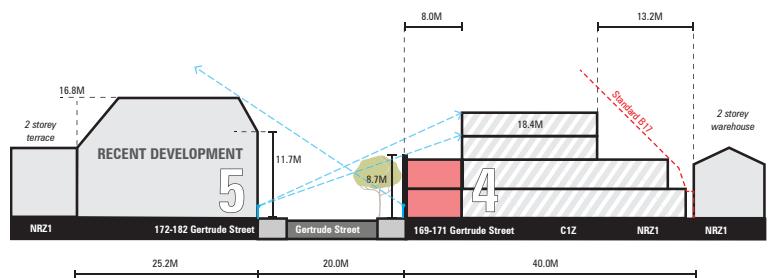 8.0M
13.2M
16.8M
2 storey
terrace
RECENT DEVELOPMENT
5
11.7M
8.7M
18.4M
4
Standard B17
2 storey
warehouse
NRZ1
172-182 Gertrude Street
Gertrude Street
169-171 Gertrude Street
C1Z
NRZ1
NRZ1
25.2M
20.0M
40.0M